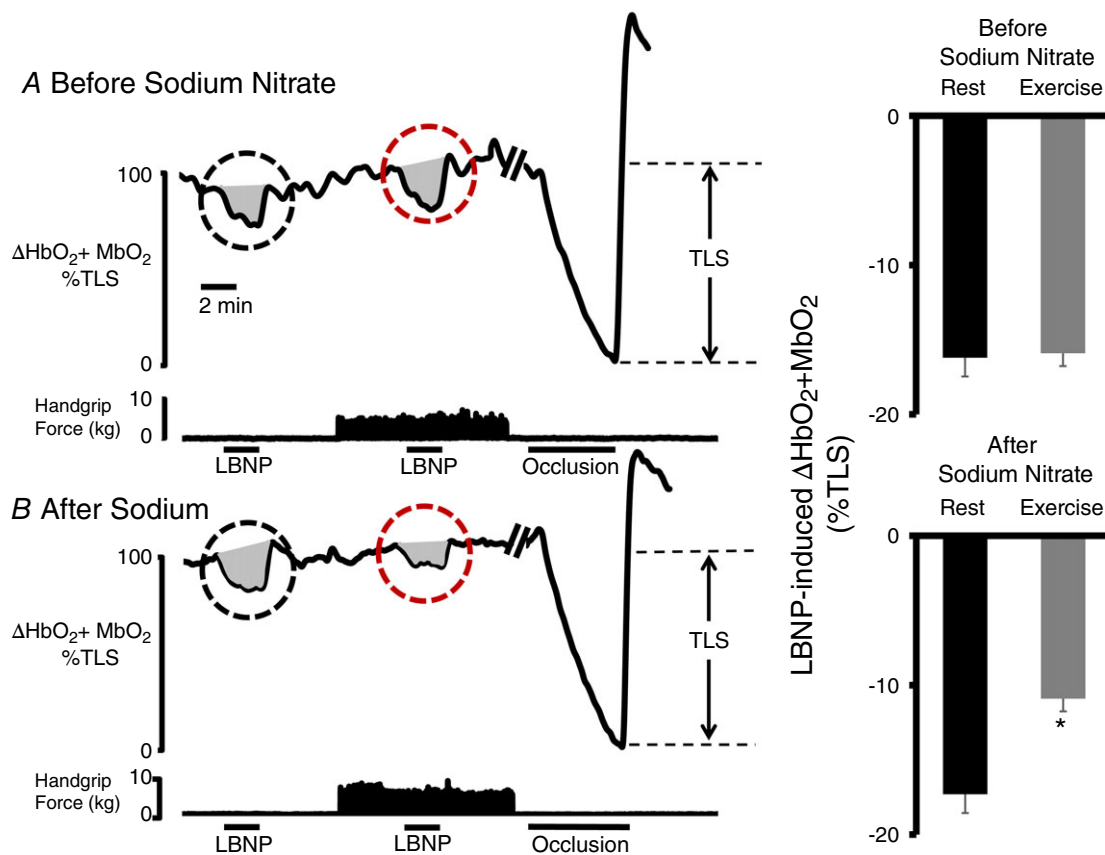 A Before Sodium Nitrate
100
ΔHbO₂+ MbO₂
%TLS
2 min
0
TLS
10
Handgrip
Force (kg)
0
LBNP
LBNP
Occlusion
B After Sodium
100
ΔHbO₂+ MbO₂
%TLS
0
TLS
Handgrip
Force (kg)
10
0
LBNP
LBNP
Occlusion
LBNP-induced ΔHbO₂+MbO₂
(%TLS)
Before
Sodium Nitrate
Rest Exercise
0
-10
-20
After
Sodium Nitrate
Rest Exercise
0
-10
*
-20